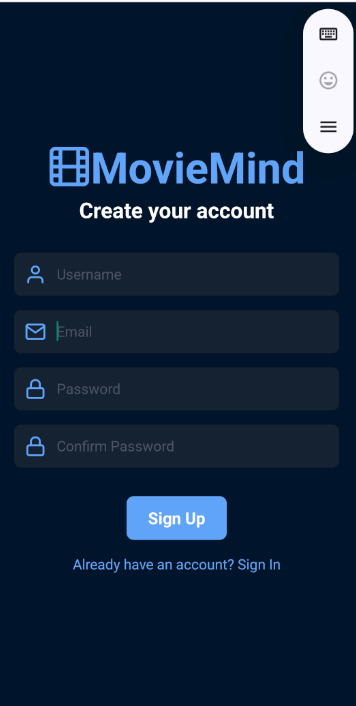 MovieMind
Create your account
Username
Email
Password
Confirm Password
Sign Up
Already have an account? Sign In